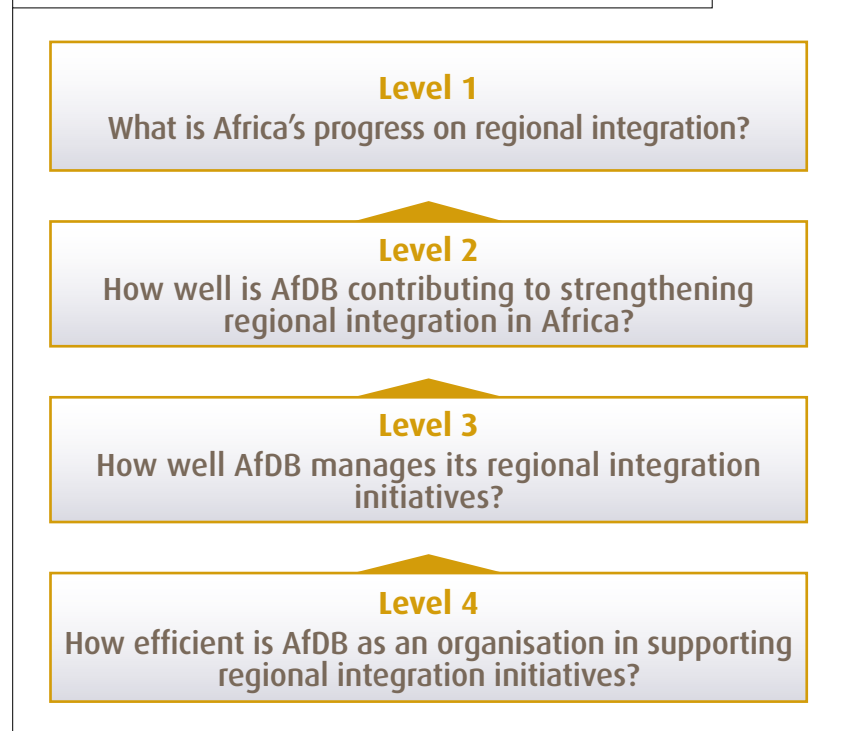 Level 1
What is Africa’s progress on regional integration?
Level 2
How well is AfDB contributing to strengthening
regional integration in Africa?
Level 3
How well AfDB manages its regional integration
initiatives?
Level 4
How efficient is AfDB as an organisation in supporting
regional integration initiatives?